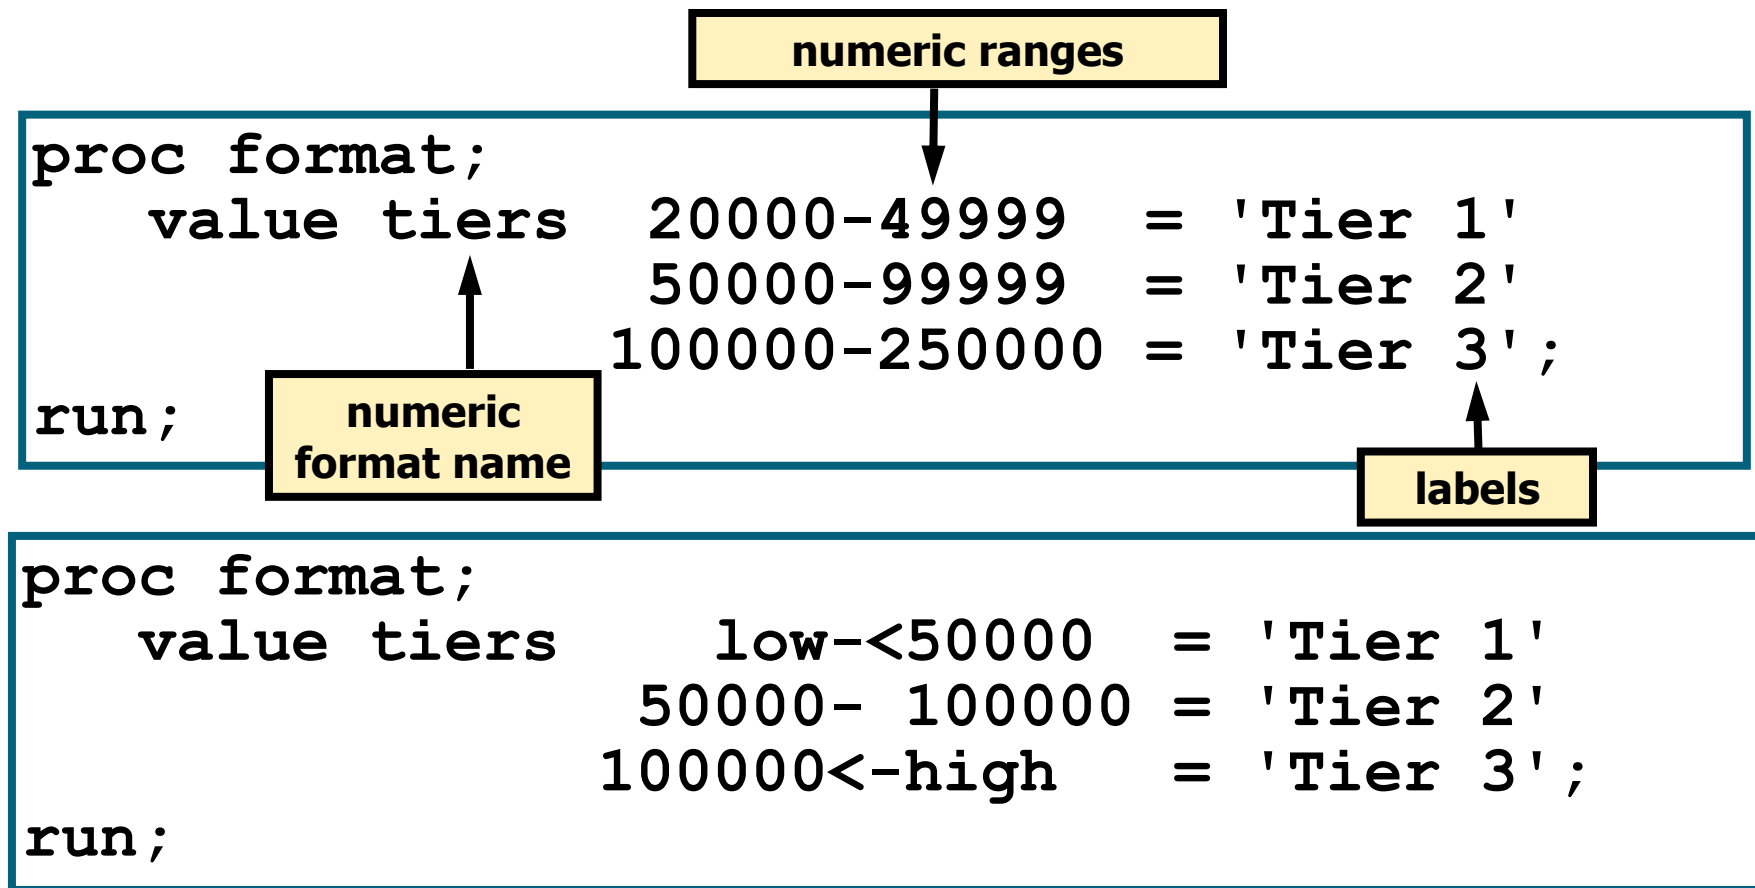 numeric ranges
proc format;
value tiers 20000-49999 = 'Tier 1'
50000-99999 = 'Tier 2'
100000-250000 = 'Tier 3';
run;
numeric
format name
labels
proc format;
value tiers low-<50000 = 'Tier 1'
50000- 100000 = 'Tier 2'
100000<-high = 'Tier 3';
run;